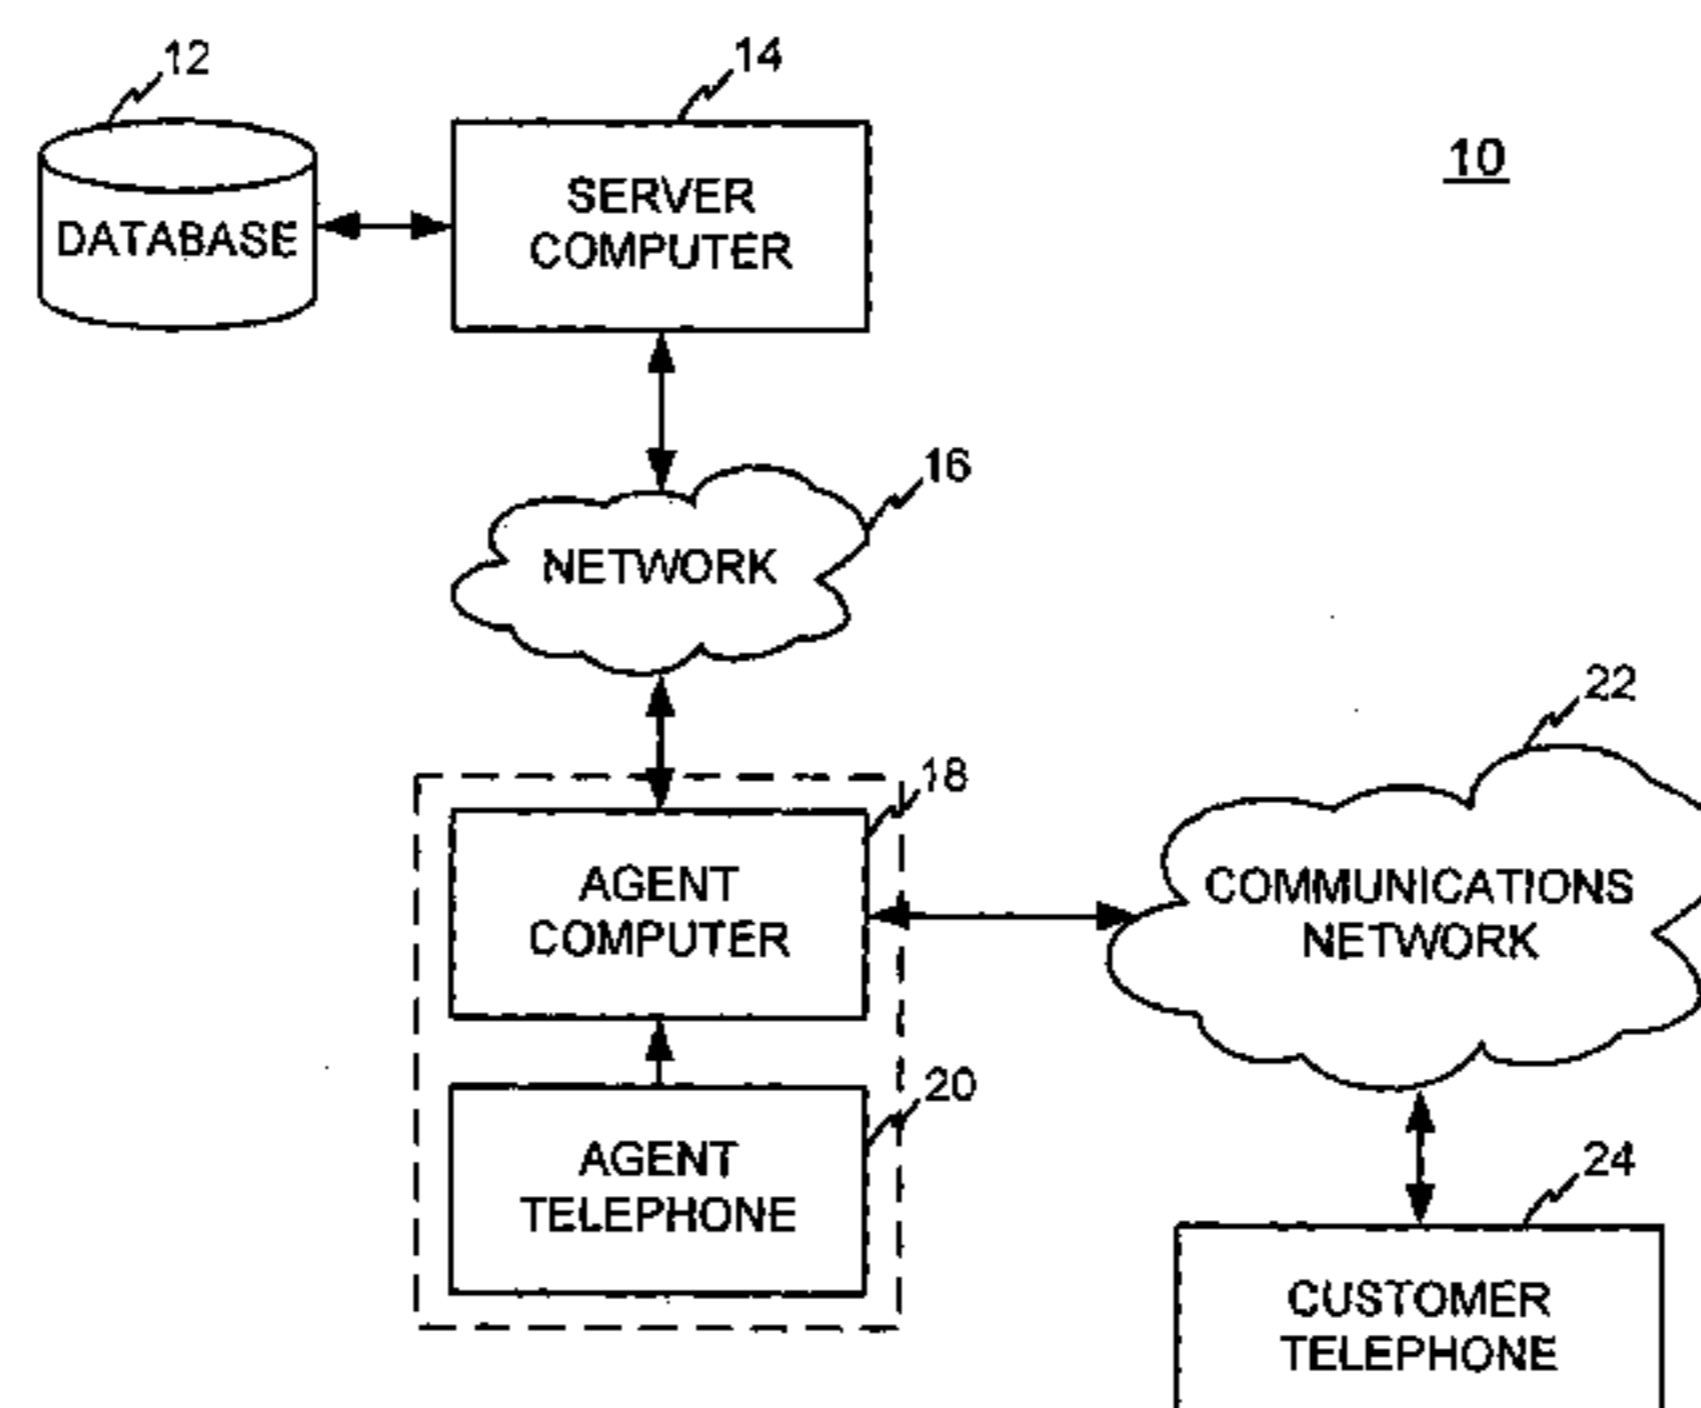 12
14
10
DATABASE
SERVER
COMPUTER
16
NETWORK
22
18
AGENT
COMPUTER
COMMUNICATIONS
NETWORK
20
AGENT
TELEPHONE
24
CUSTOMER
TELEPHONE